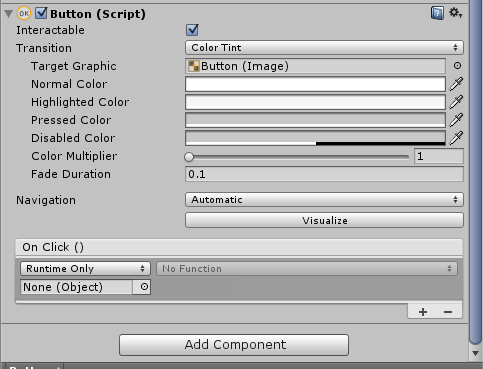 OK Button (Script)
Interactable
Transition Color Tint
Target Graphic Button (Image)
Normal Color
Highlighted Color
Pressed Color
Disabled Color
Color Multiplier 1
Fade Duration 0.1
Navigation Automatic
Visualize
On Click ()
Runtime Only No Function
None (Object)
+ −
Add Component